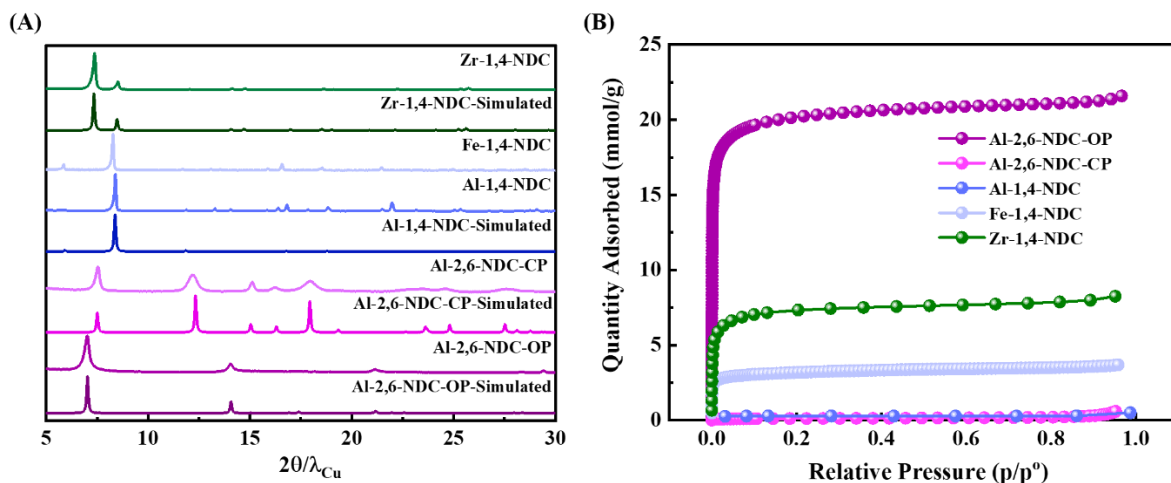 (A)
Zr-1,4-NDC
Zr-1,4-NDC-Simulated
Fe-1,4-NDC
Al-1,4-NDC
Al-1,4-NDC-Simulated
Al-2,6-NDC-CP
Al-2,6-NDC-CP-Simulated
Al-2,6-NDC-OP
Al-2,6-NDC-OP-Simulated
5 10 15 20 25 30
2θ/λCu
(B)
Quantity Adsorbed (mmol/g)
25
20
15
10
5
0
Al-2,6-NDC-OP
Al-2,6-NDC-CP
Al-1,4-NDC
Fe-1,4-NDC
Zr-1,4-NDC
0.0 0.2 0.4 0.6 0.8 1.0
Relative Pressure (p/pº)